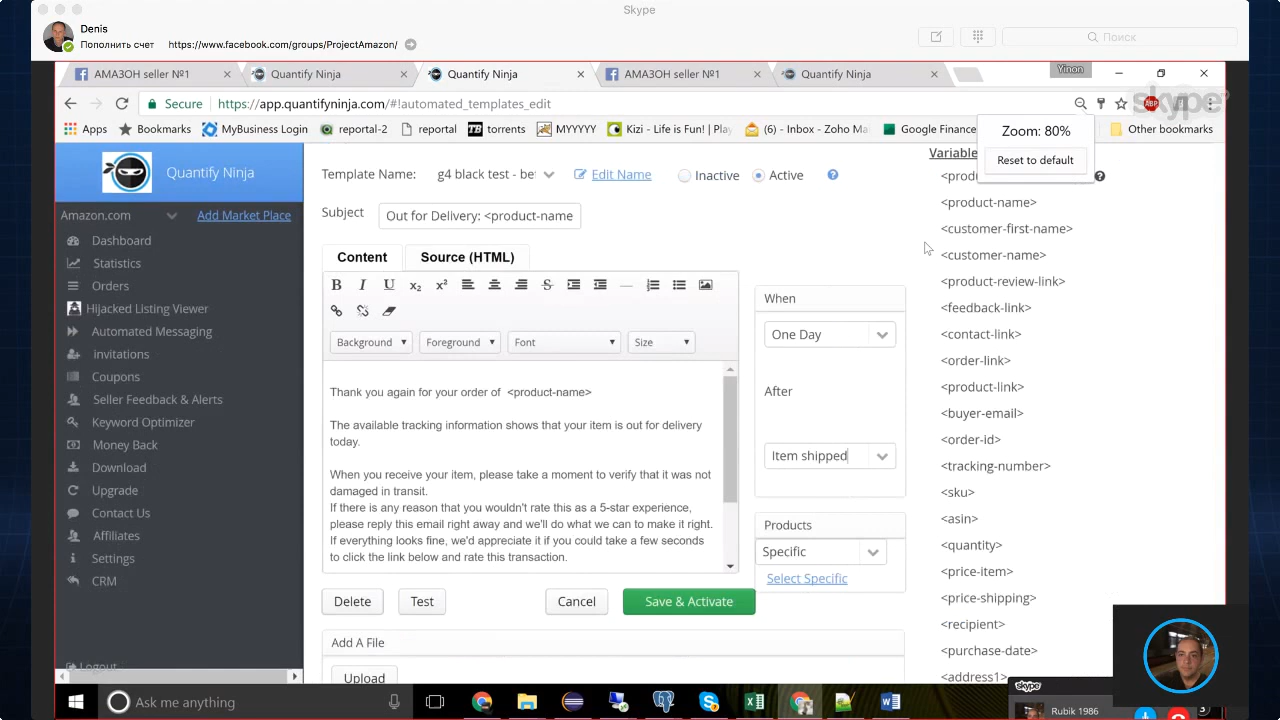 Skype
Denis
Пополнить счет https://www.facebook.com/groups/ProjectAmazon/
Поиск
АМАЗОН seller №1
Quantify Ninja
Quantify Ninja
АМАЗОН seller №1
Quantify Ninja
Yinon
Secure https://app.quantifyninja.com/#!automated_templates_edit
ABP
skype
Apps Bookmarks MyBusiness Login reportal-2 reportal torrents MYYYYY Kizi - Life is Fun! | Play (6) - Inbox - Zoho Ma Google Finance Other bookmarks
Zoom: 80%
Reset to default
Quantify Ninja
Amazon.com Add Market Place
Dashboard
Statistics
Orders
Hijacked Listing Viewer
Automated Messaging
invitations
Coupons
Seller Feedback & Alerts
Keyword Optimizer
Money Back
Download
Upgrade
Contact Us
Affiliates
Settings
CRM
Logout
Template Name: g4 black test - be Edit Name Inactive Active
Subject Out for Delivery: <product-name
Content Source (HTML)
Background Foreground Font Size
Thank you again for your order of <product-name>
The available tracking information shows that your item is out for delivery
today.
When you receive your item, please take a moment to verify that it was not
damaged in transit.
If there is any reason that you wouldn't rate this as a 5-star experience,
please reply this email right away and we'll do what we can to make it right.
If everything looks fine, we'd appreciate it if you could take a few seconds
to click the link below and rate this transaction.
Delete Test Cancel Save & Activate
Add A File
Upload
When
One Day
After
Item shipped
Products
Specific
Select Specific
Variable
<product-name>
<customer-first-name>
<customer-name>
<product-review-link>
<feedback-link>
<contact-link>
<order-link>
<product-link>
<buyer-email>
<order-id>
<tracking-number>
<sku>
<asin>
<quantity>
<price-item>
<price-shipping>
<recipient>
<purchase-date>
<address1>
skype
Rubik 1986
Ask me anything